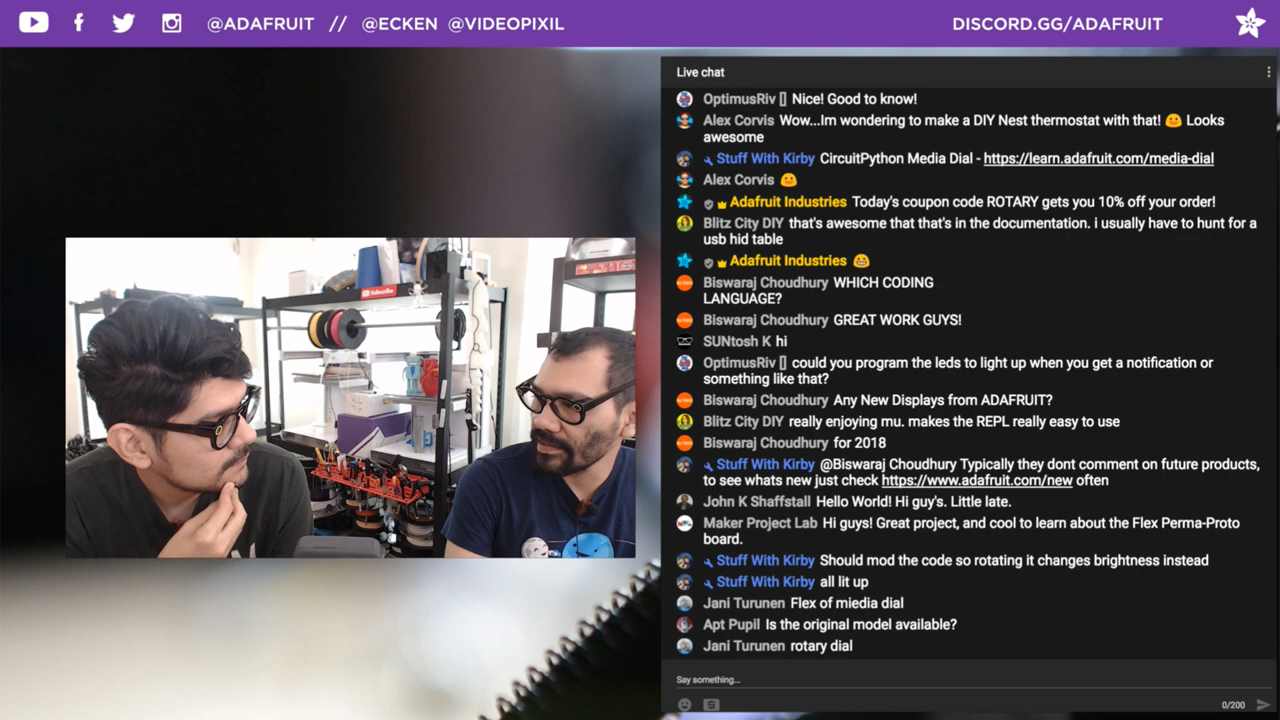 @ADAFRUIT // @ECKEN @VIDEOPIXIL
DISCORD.GG/ADAFRUIT
Live chat
OptimusRiv [] Nice! Good to know!
Alex Corvis Wow...Im wondering to make a DIY Nest thermostat with that! Looks
awesome
Stuff With Kirby CircuitPython Media Dial - https://learn.adafruit.com/media-dial
Alex Corvis
Adafruit Industries Today's coupon code ROTARY gets you 10% off your order!
Blitz City DIY that's awesome that that's in the documentation. i usually have to hunt for a
usb hid table
Adafruit Industries
Biswaraj Choudhury WHICH CODING
LANGUAGE?
Biswaraj Choudhury GREAT WORK GUYS!
SUNtosh K hi
OptimusRiv [] could you program the leds to light up when you get a notification or
something like that?
Biswaraj Choudhury Any New Displays from ADAFRUIT?
Blitz City DIY really enjoying mu. makes the REPL really easy to use
Biswaraj Choudhury for 2018
Stuff With Kirby @Biswaraj Choudhury Typically they dont comment on future products,
to see whats new just check https://www.adafruit.com/new often
John K Shaffstall Hello World! Hi guy's. Little late.
Maker Project Lab Hi guys! Great project, and cool to learn about the Flex Perma-Proto
board.
Stuff With Kirby Should mod the code so rotating it changes brightness instead
Stuff With Kirby all lit up
Jani Turunen Flex of miedia dial
Apt Pupil Is the original model available?
Jani Turunen rotary dial
Say something...
0/200
Subscribe